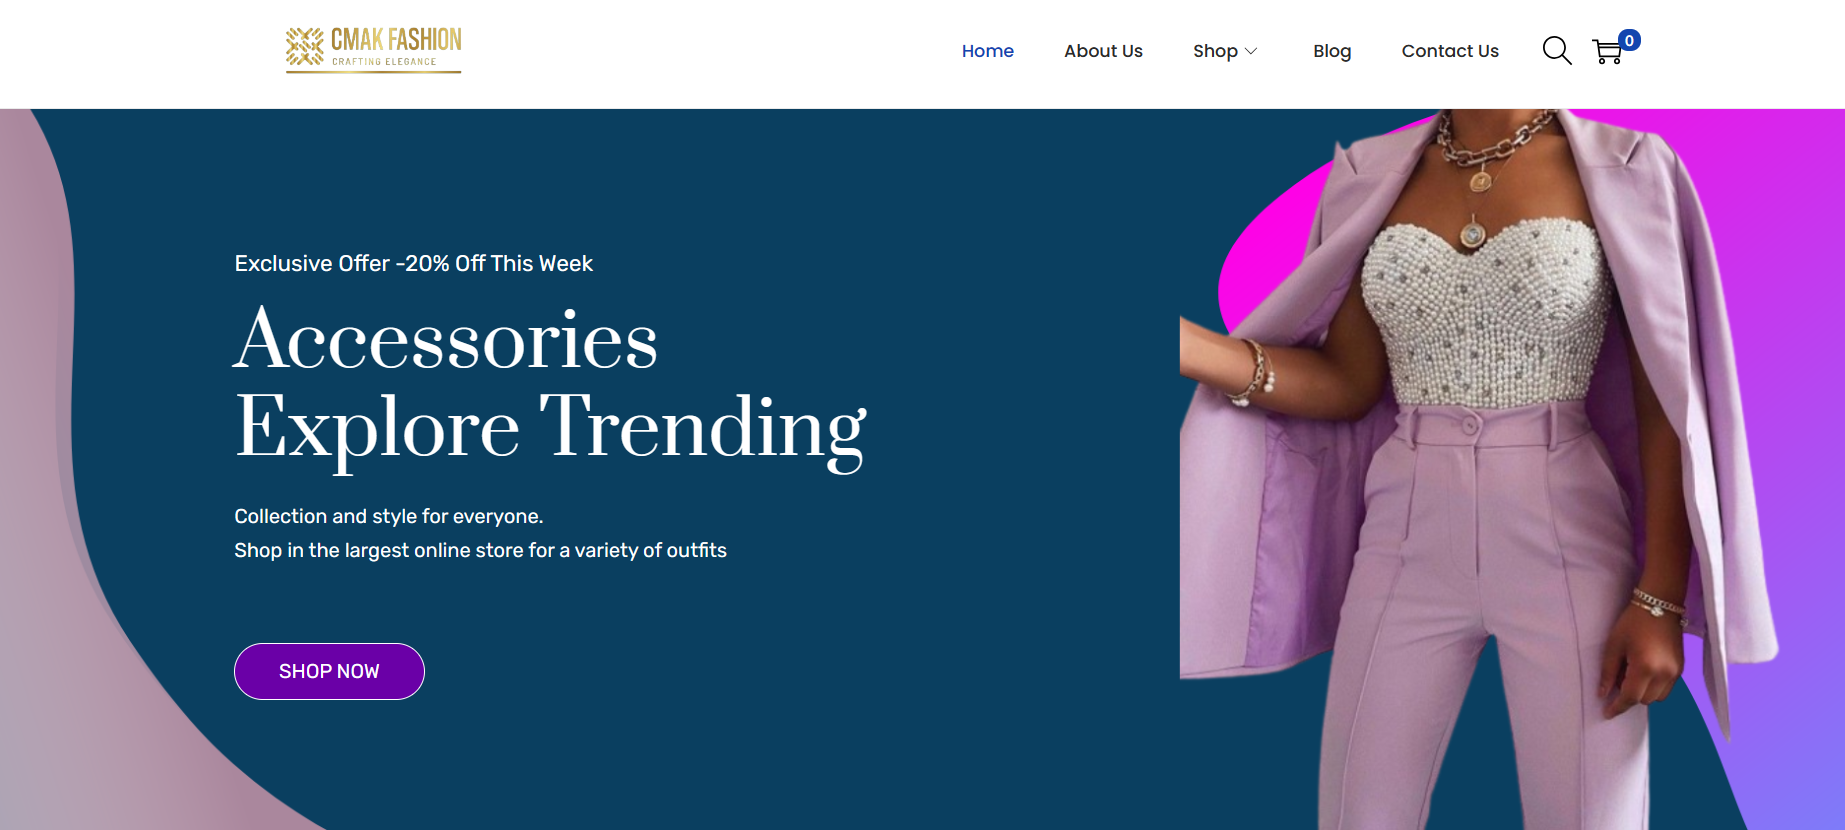 CMAK FASHION
CRAFTING ELEGANCE
Home About Us Shop Blog Contact Us 0
Exclusive Offer -20% Off This Week
Accessories
Explore Trending
Collection and style for everyone.
Shop in the largest online store for a variety of outfits
SHOP NOW